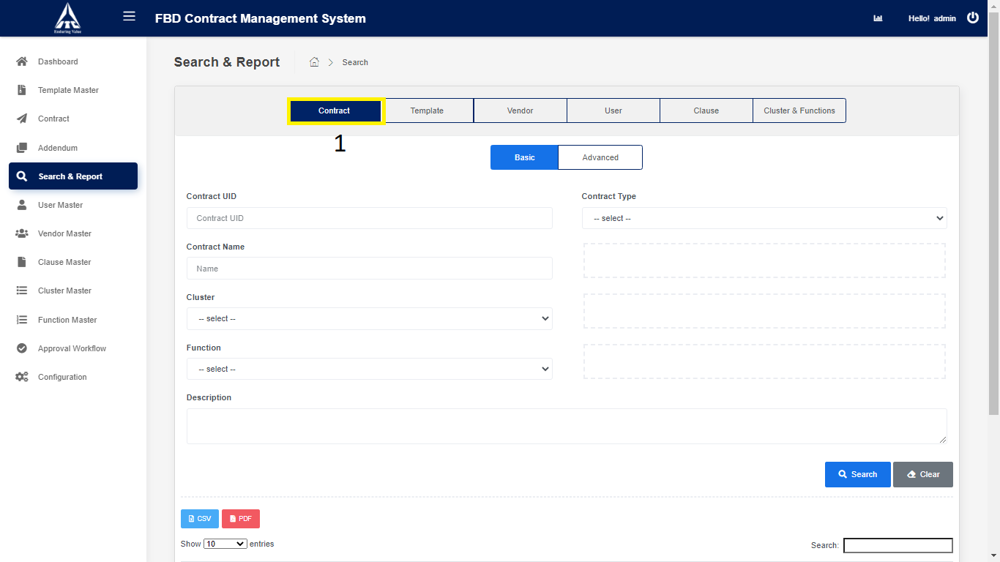 ITC
Enduring Value
FBD Contract Management System
Hello! admin
Dashboard
Template Master
Contract
Addendum
Search & Report
User Master
Vendor Master
Clause Master
Cluster Master
Function Master
Approval Workflow
Configuration
Search & Report
Search
Contract
Template
Vendor
User
Clause
Cluster & Functions
1
Basic
Advanced
Contract UID
Contract UID
Contract Type
-- select --
Contract Name
Name
Cluster
-- select --
Function
-- select --
Description
Search
Clear
CSV
PDF
Show 10 entries
Search: